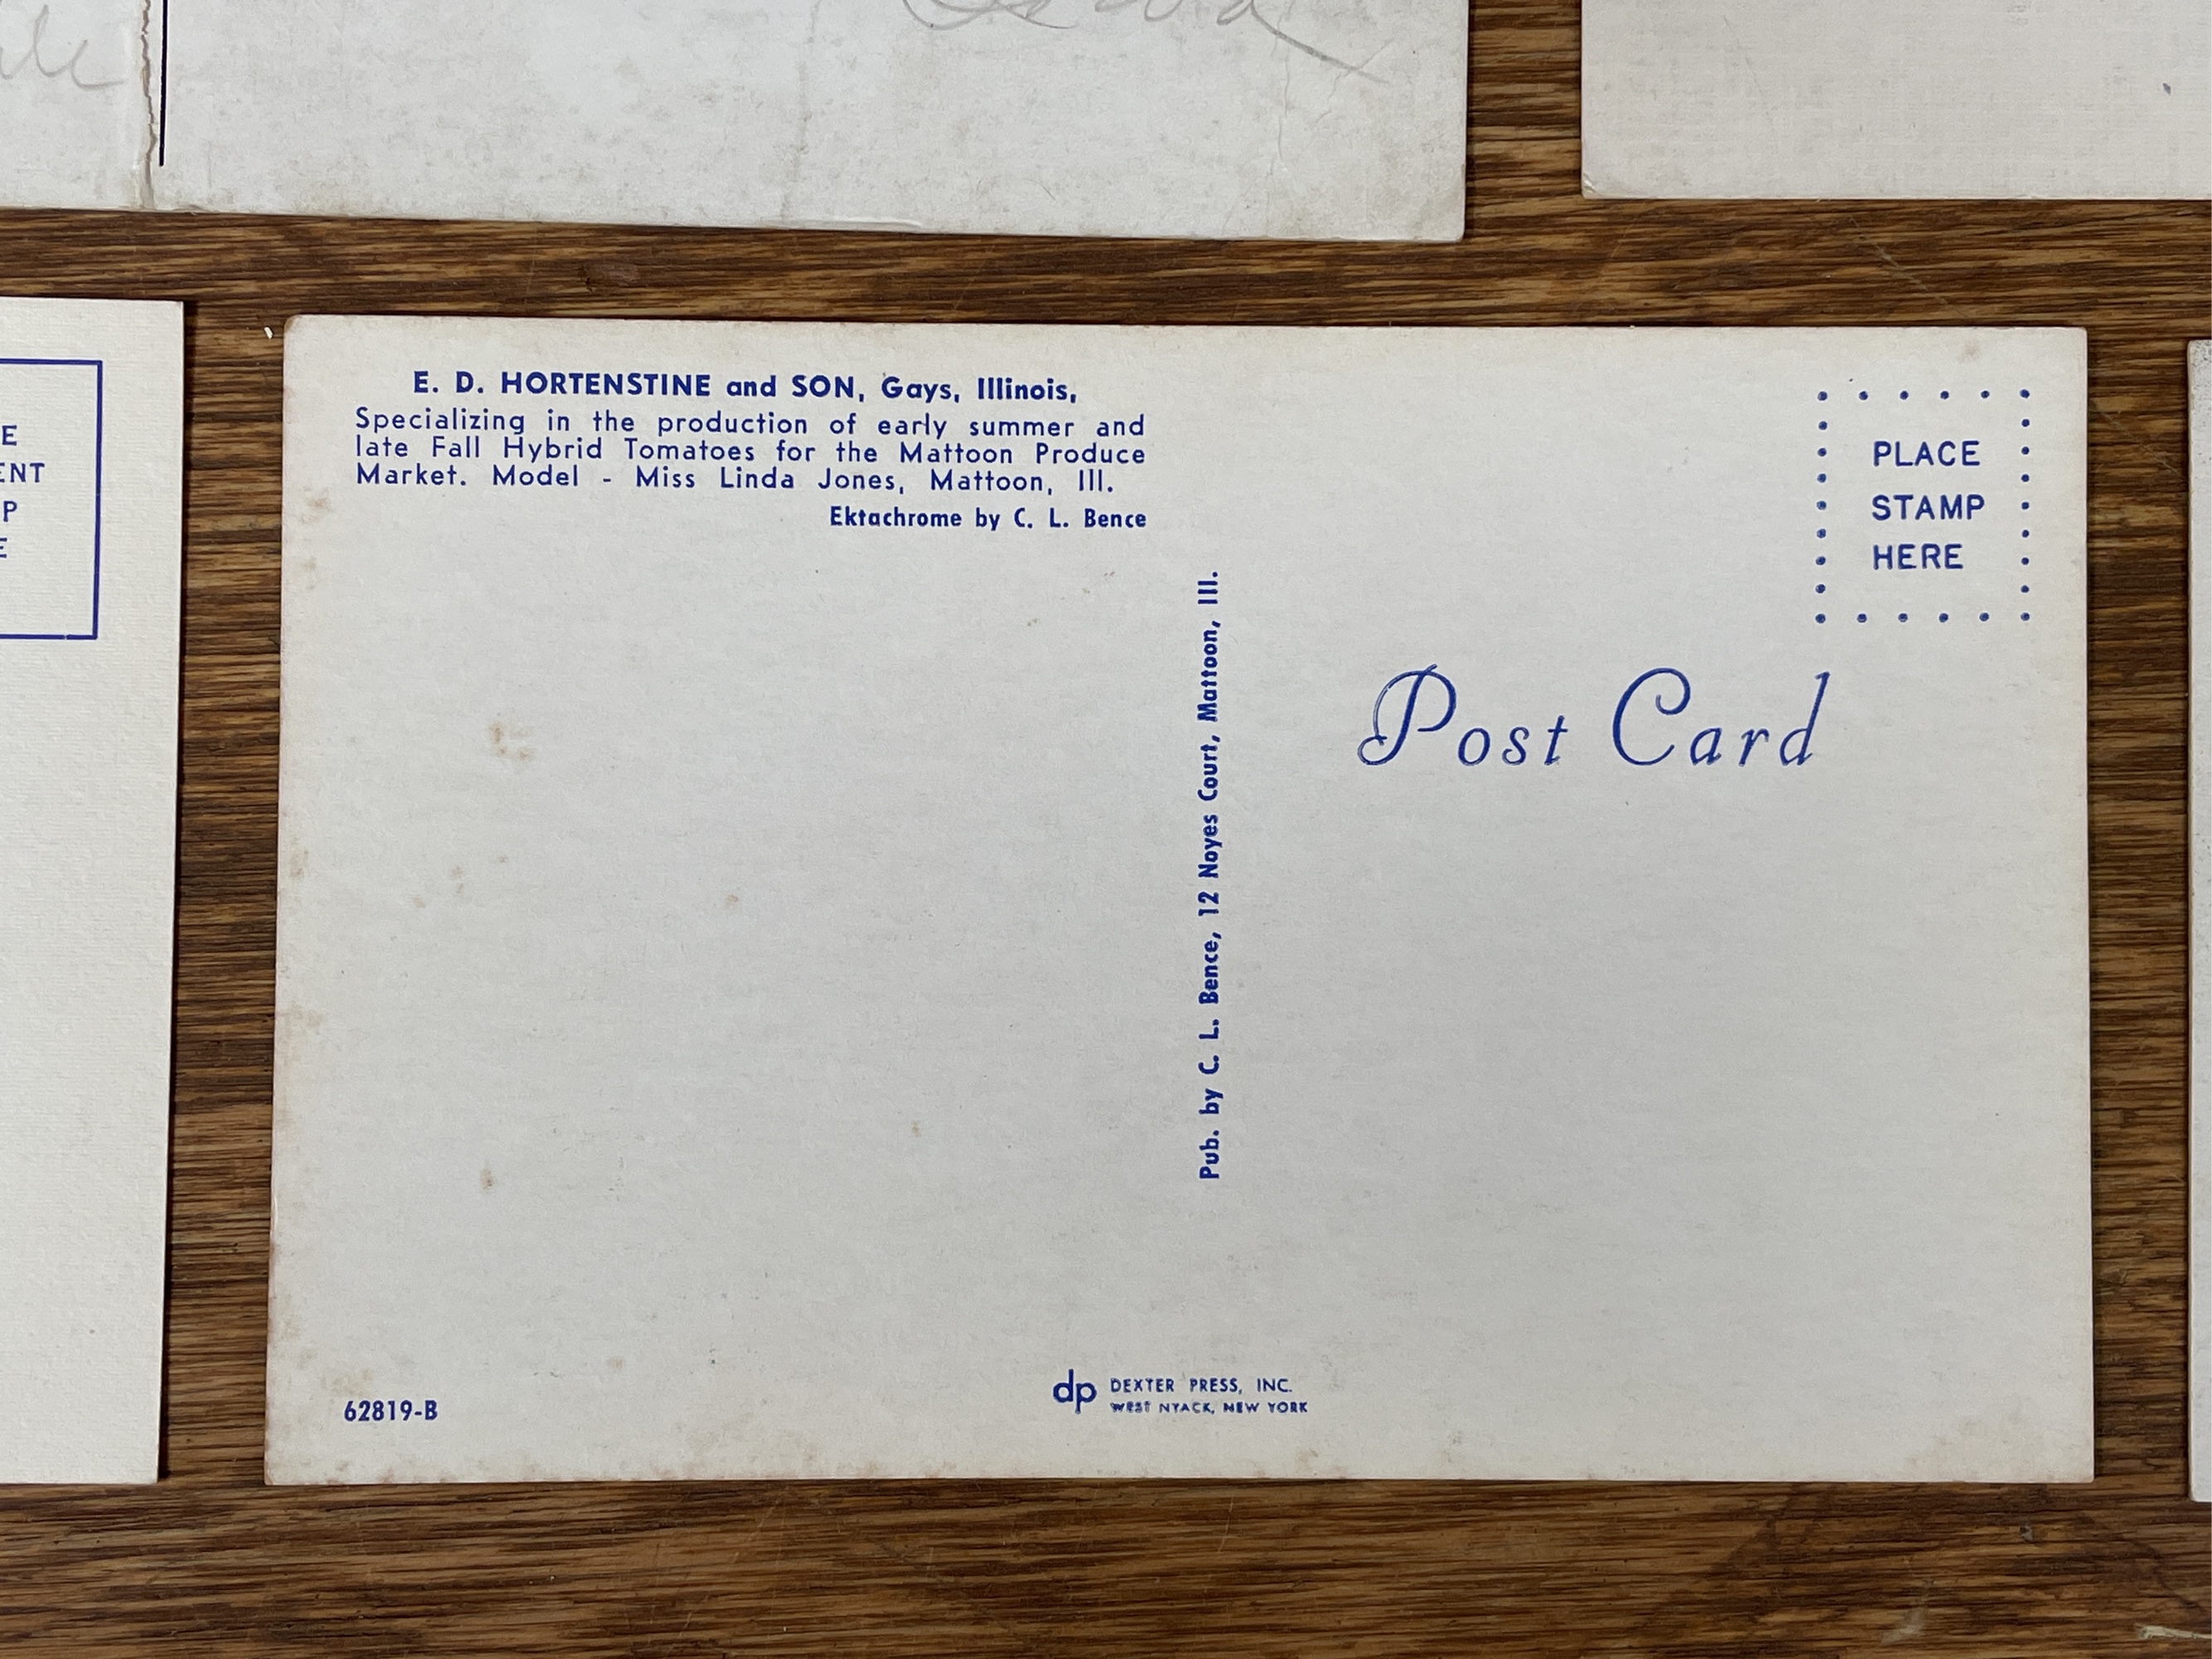 E. D. HORTENSTINE and SON, Gays, Illinois,
Specializing in the production of early summer and
late Fall Hybrid Tomatoes for the Mattoon Produce
Market. Model - Miss Linda Jones, Mattoon, Ill.
Ektachrome by C. L. Bence
PLACE
STAMP
HERE
Post Card
Pub. by C. L. Bence, 12 Noyes Court, Mattoon, Ill.
62819-B
dp DEXTER PRESS, INC.
WEST NYACK, NEW YORK
E
ENT
P
E